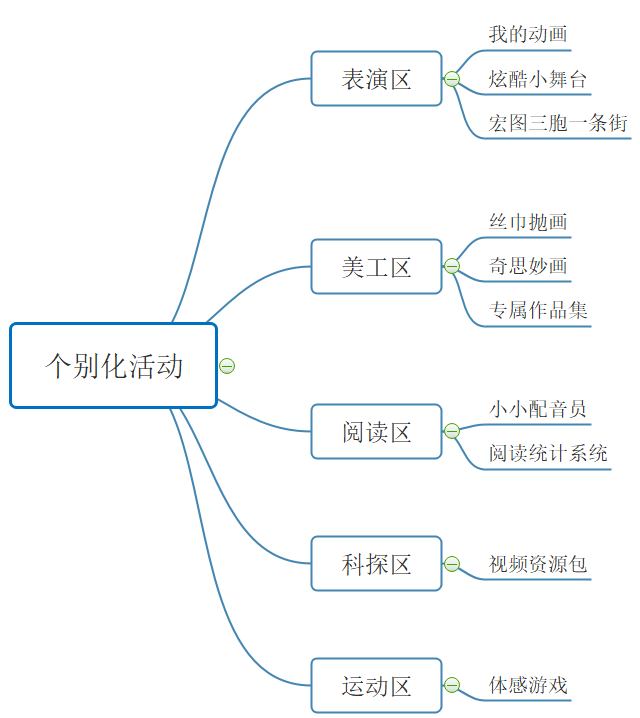 个别化活动
表演区
我的动画
炫酷小舞台
宏图三胞一条街
美工区
丝巾抛画
奇思妙画
专属作品集
阅读区
小小配音员
阅读统计系统
科探区
视频资源包
运动区
体感游戏